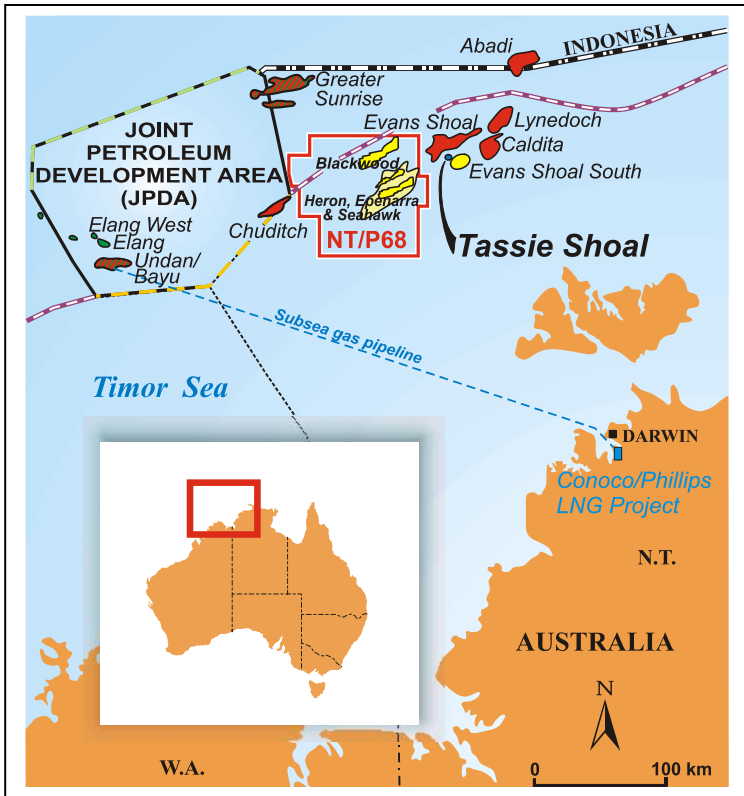 Abadi
INDONESIA
Greater
Sunrise
Evans Shoal
Lynedoch
Caldita
Evans Shoal South
JOINT
PETROLEUM
DEVELOPMENT AREA
(JPDA)
Blackwood
Heron, Epenarra
& Seahawk
NT/P68
Chuditch
Elang West
Elang
Undan/
Bayu
Tassie Shoal
Subsea gas pipeline
Timor Sea
DARWIN
Conoco/Phillips
LNG Project
N.T.
AUSTRALIA
N
W.A.
0 100 km